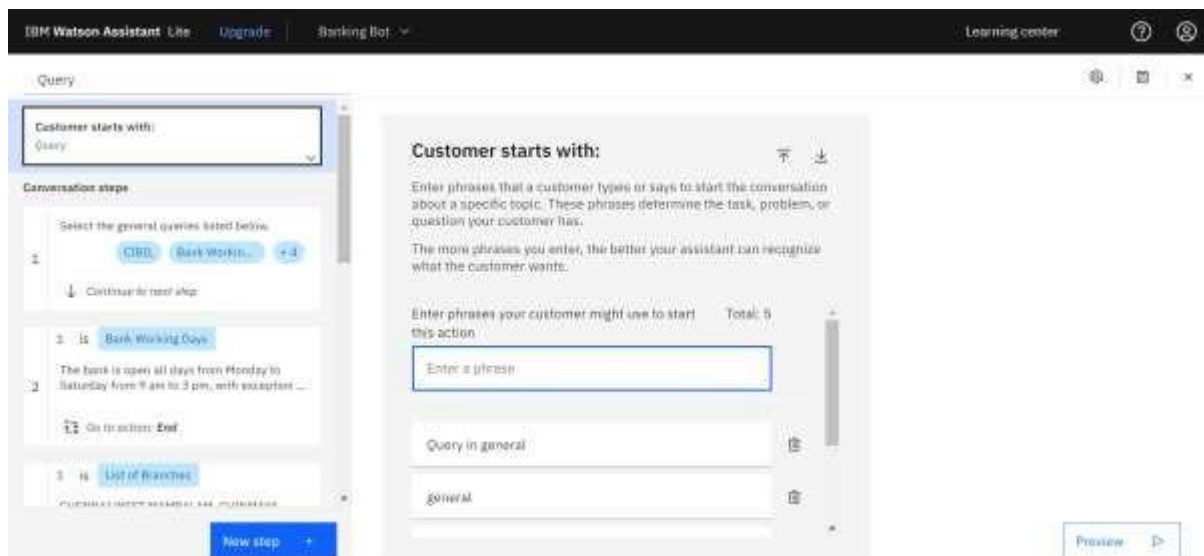 IBM Watson Assistant Lite Upgrade Banking Bot Learning center
Query
Customer starts with:
Query
Conversation steps
Select the general queries listed below.
1 CIBIL Bank Workin... +4
Continue to next step
1 is Bank Working Days
The bank is open all days from Monday to
2 Saturday from 9 am to 3 pm, with exception ...
Go to action: End
is List of Branches
New step +
Customer starts with:
Enter phrases that a customer types or says to start the conversation
about a specific topic. These phrases determine the task, problem, or
question your customer has.
The more phrases you enter, the better your assistant can recognize
what the customer wants.
Enter phrases your customer might use to start Total: 5
this action
Enter a phrase
Query in general
general
Preview